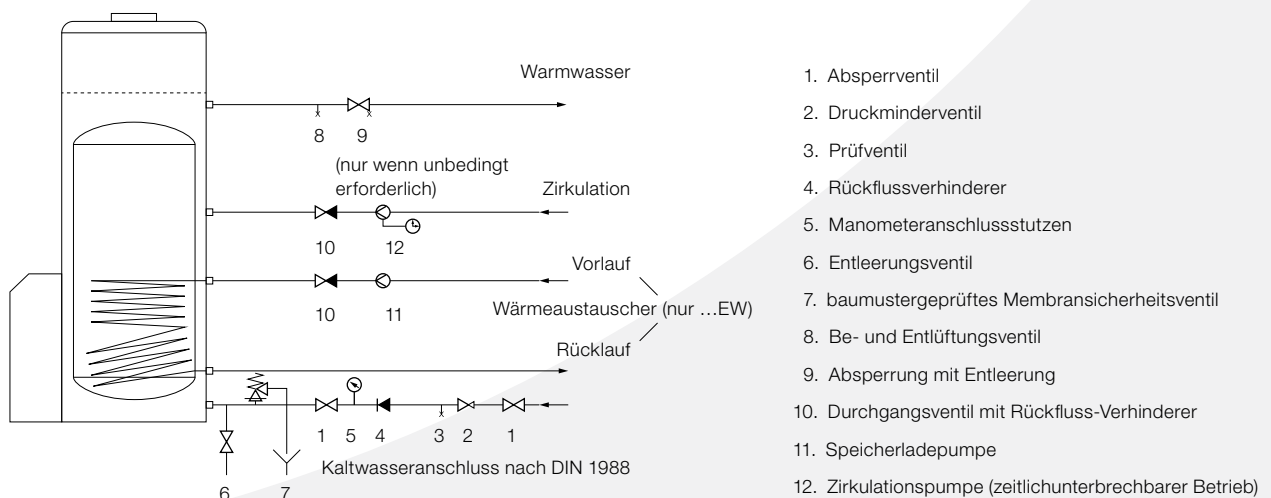 Warmwasser
8 9
(nur wenn unbedingt
erforderlich)
Zirkulation
10 12
Vorlauf
10 11
Wärmeaustauscher (nur …EW)
Rücklauf
1 5 4 3 2 1
Kaltwasseranschluss nach DIN 1988
6 7
1. Absperrventil
2. Druckminderventil
3. Prüfventil
4. Rückflussverhinderer
5. Manometeranschlussstutzen
6. Entleerungsventil
7. baumustergeprüftes Membransicherheitsventil
8. Be- und Entlüftungsventil
9. Absperrung mit Entleerung
10. Durchgangsventil mit Rückfluss-Verhinderer
11. Speicherladepumpe
12. Zirkulationspumpe (zeitlichunterbrechbarer Betrieb)